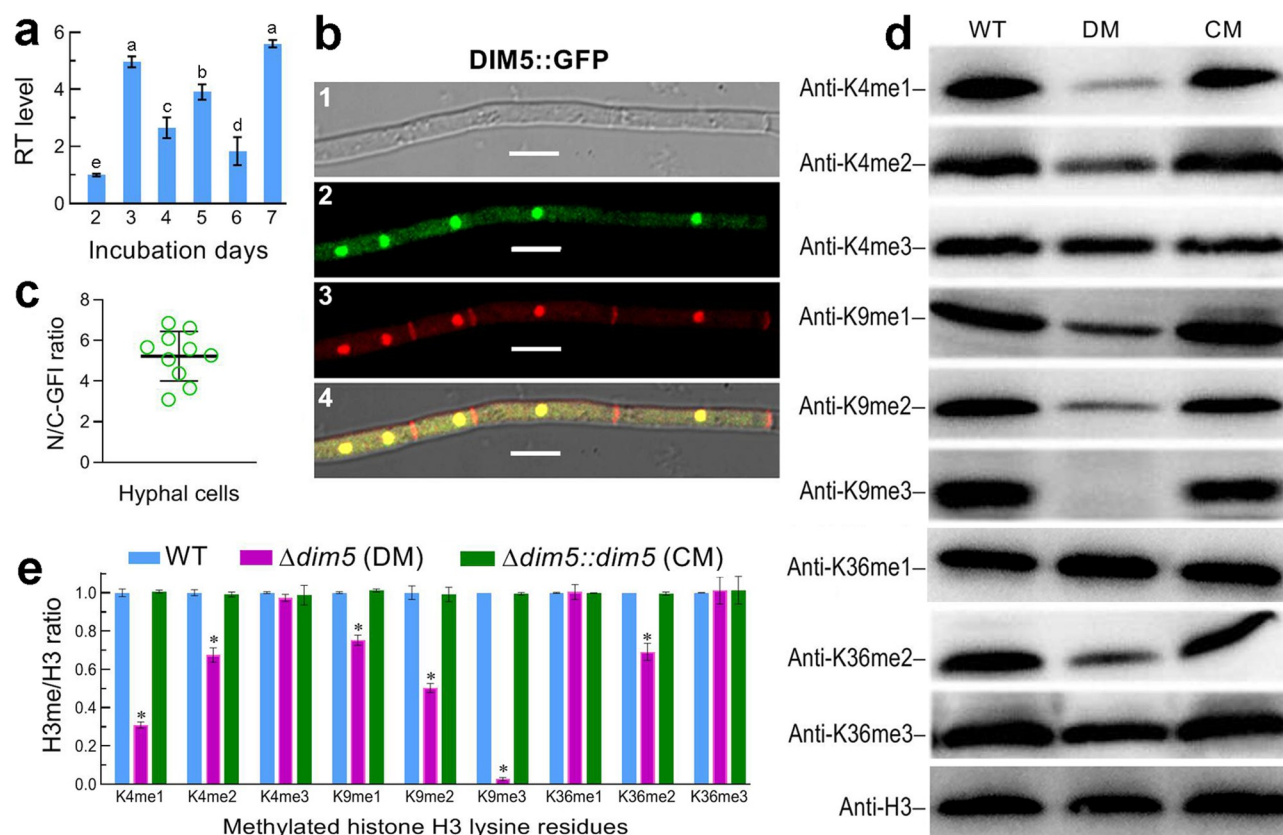 a
RT level
6
4
2
0
e
a
c
b
d
a
2 3 4 5 6 7
Incubation days
b
DIM5::GFP
1
2
3
4
c
N/C-GFI ratio
8
6
4
2
0
Hyphal cells
d
WT DM CM
Anti-K4me1
Anti-K4me2
Anti-K4me3
Anti-K9me1
Anti-K9me2
Anti-K9me3
Anti-K36me1
Anti-K36me2
Anti-K36me3
Anti-H3
e
WT Δdim5 (DM) Δdim5::dim5 (CM)
H3me/H3 ratio
1.0
0.8
0.6
0.4
0.2
0.0
* * * * * *
K4me1 K4me2 K4me3 K9me1 K9me2 K9me3 K36me1 K36me2 K36me3
Methylated histone H3 lysine residues